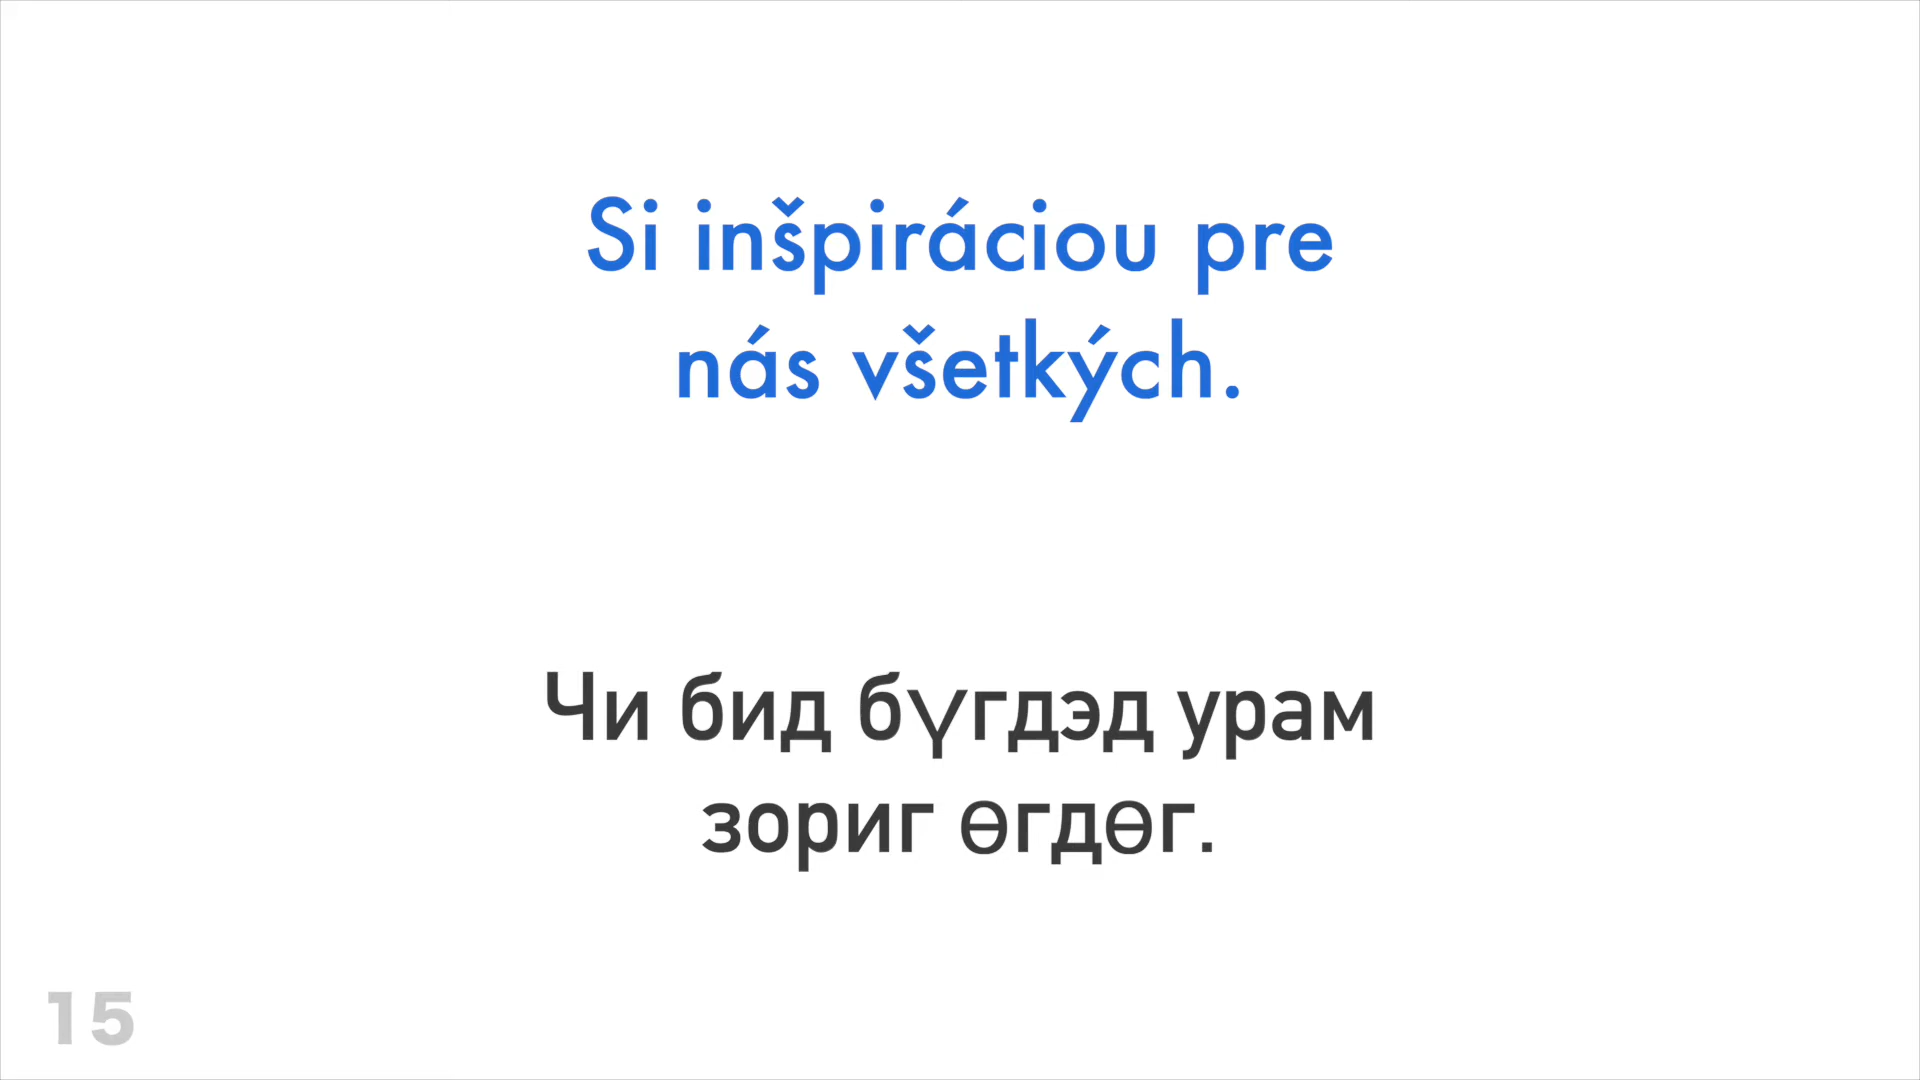 Si inšpiráciou pre
nás všetkých.
Чи бид бүгдэд урам
зориг өгдөг.
15